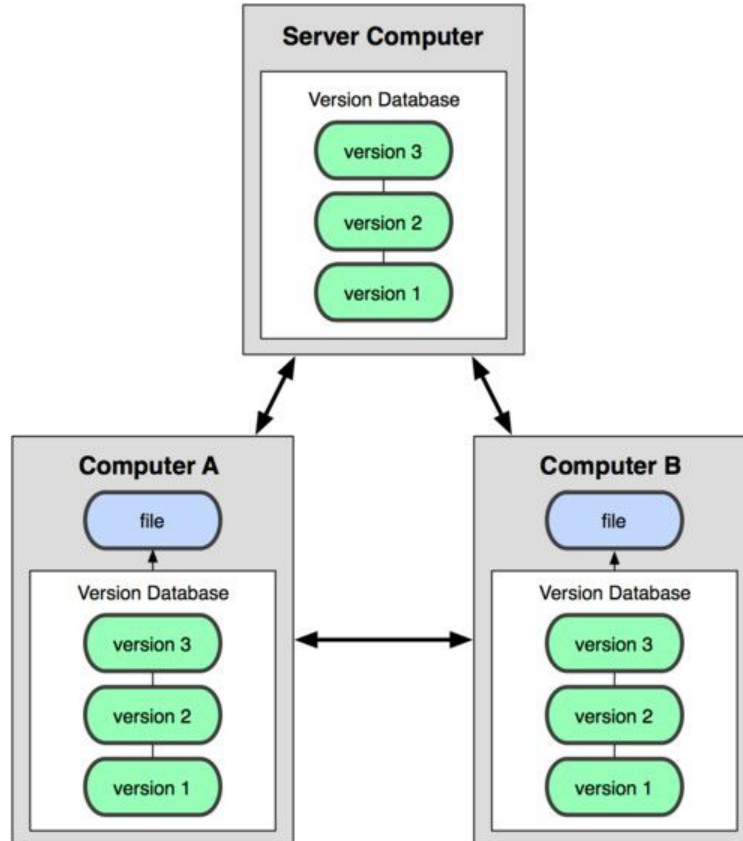 Server Computer
Version Database
version 3
version 2
version 1
Computer A
file
Version Database
version 3
version 2
version 1
Computer B
file
Version Database
version 3
version 2
version 1